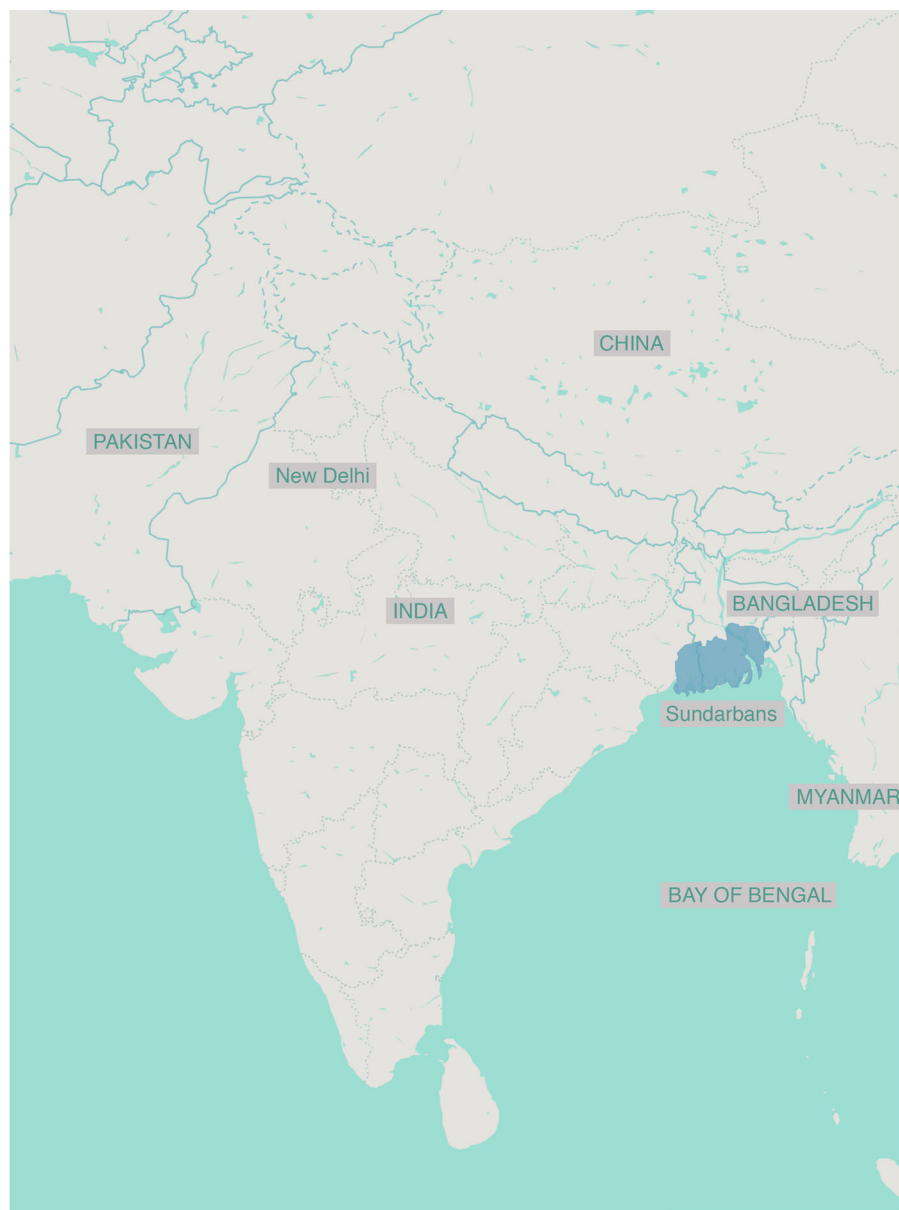 CHINA
PAKISTAN
New Delhi
BANGLADESH
INDIA
Sundarbans
MYANMAR
BAY OF BENGAL